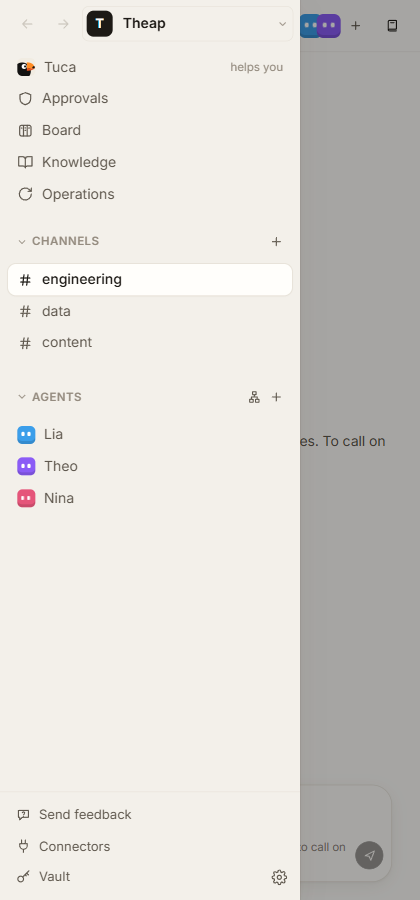 T Theap
Tuca helps you
Approvals
Board
Knowledge
Operations
CHANNELS
# engineering
# data
# content
AGENTS
Lia
es. To call on
Theo
Nina
Send feedback
Connectors
to call on
Vault